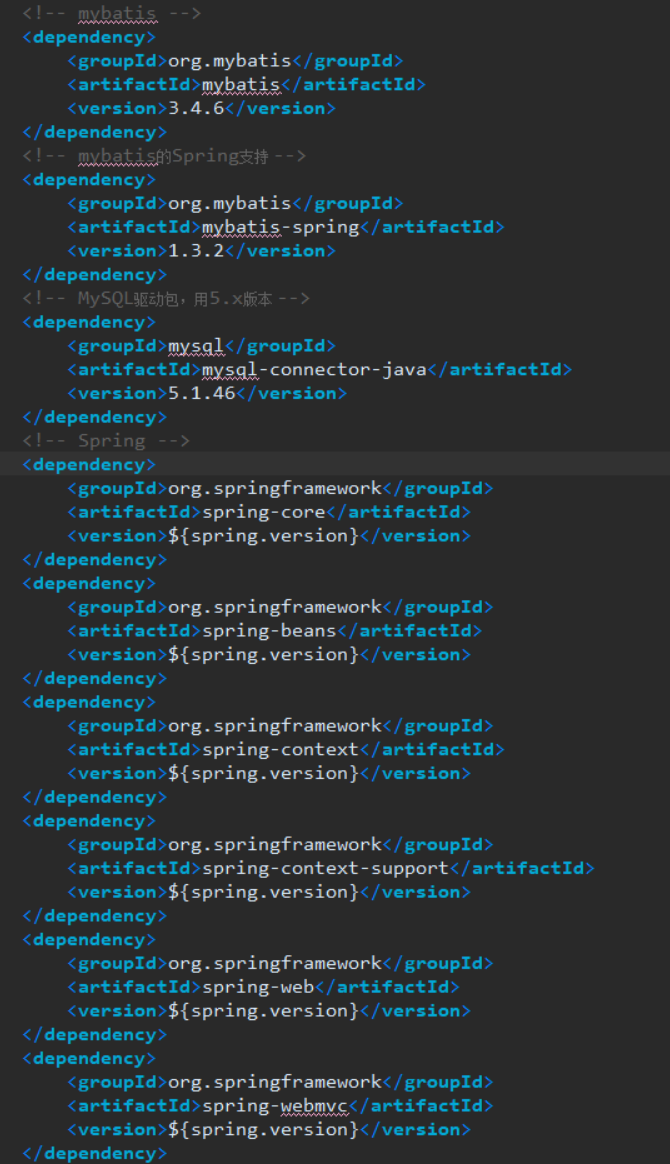 <!-- mybatis -->
<dependency>
    <groupId>org.mybatis</groupId>
    <artifactId>mybatis</artifactId>
    <version>3.4.6</version>
</dependency>
<!-- mybatis的Spring支持 -->
<dependency>
    <groupId>org.mybatis</groupId>
    <artifactId>mybatis-spring</artifactId>
    <version>1.3.2</version>
</dependency>
<!-- MySQL驱动包，用5.x版本 -->
<dependency>
    <groupId>mysql</groupId>
    <artifactId>mysql-connector-java</artifactId>
    <version>5.1.46</version>
</dependency>
<!-- Spring -->
<dependency>
    <groupId>org.springframework</groupId>
    <artifactId>spring-core</artifactId>
    <version>${spring.version}</version>
</dependency>
<dependency>
    <groupId>org.springframework</groupId>
    <artifactId>spring-beans</artifactId>
    <version>${spring.version}</version>
</dependency>
<dependency>
    <groupId>org.springframework</groupId>
    <artifactId>spring-context</artifactId>
    <version>${spring.version}</version>
</dependency>
<dependency>
    <groupId>org.springframework</groupId>
    <artifactId>spring-context-support</artifactId>
    <version>${spring.version}</version>
</dependency>
<dependency>
    <groupId>org.springframework</groupId>
    <artifactId>spring-web</artifactId>
    <version>${spring.version}</version>
</dependency>
<dependency>
    <groupId>org.springframework</groupId>
    <artifactId>spring-webmvc</artifactId>
    <version>${spring.version}</version>
</dependency>